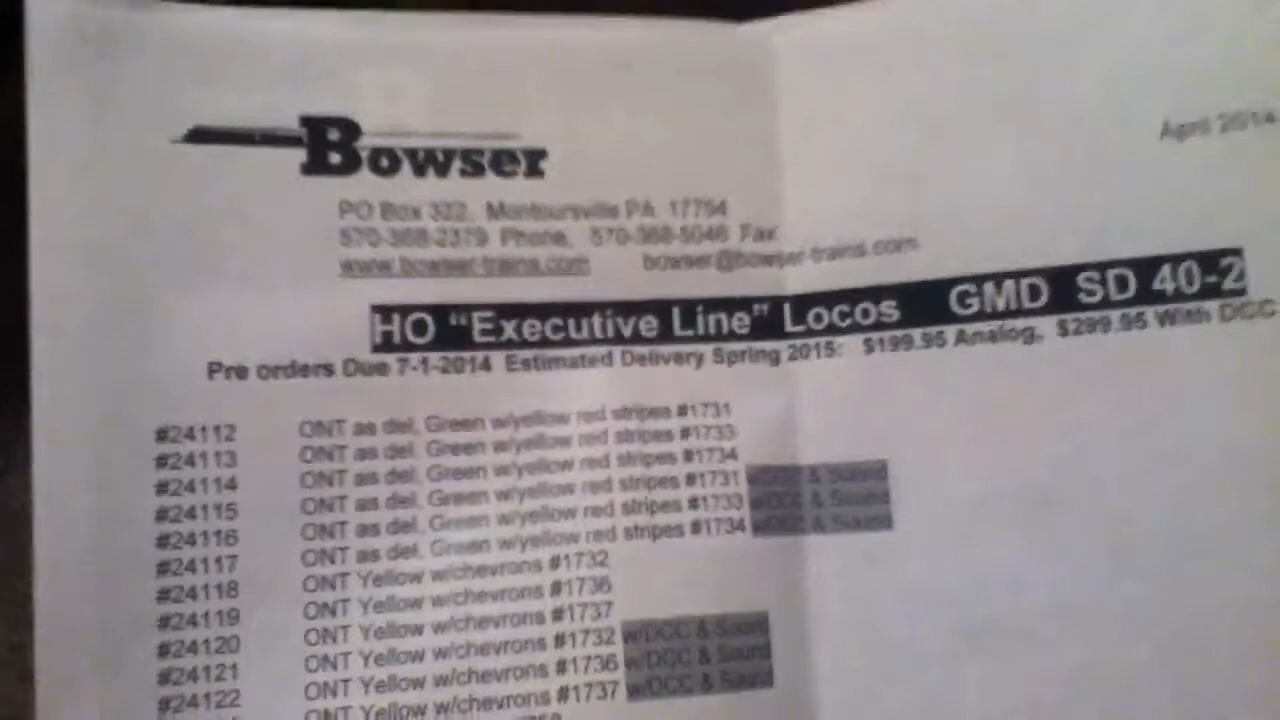 Bowser
April 2014
PO Box 322, Montoursville PA. 17754
570-368-2379 Phone, 570-368-5046 Fax
www.bowser-trains.com bowser@bowser-trains.com
HO “Executive Line” Locos GMD SD 40-2
Pre orders Due 7-1-2014 Estimated Delivery Spring 2015: $199.95 Analog, $299.95 With DCC
#24112 ONT as del, Green w/yellow red stripes #1731
#24113 ONT as del, Green w/yellow red stripes #1733
#24114 ONT as del, Green w/yellow red stripes #1734
#24115 ONT as del, Green w/yellow red stripes #1731 w/DCC & Sound
#24116 ONT as del, Green w/yellow red stripes #1733 w/DCC & Sound
#24117 ONT as del, Green w/yellow red stripes #1734 w/DCC & Sound
#24118 ONT Yellow w/chevrons #1732
#24119 ONT Yellow w/chevrons #1736
#24120 ONT Yellow w/chevrons #1737
#24121 ONT Yellow w/chevrons #1732 w/DCC & Sound
#24122 ONT Yellow w/chevrons #1736 w/DCC & Sound
ONT Yellow w/chevrons #1737 w/DCC & Sound